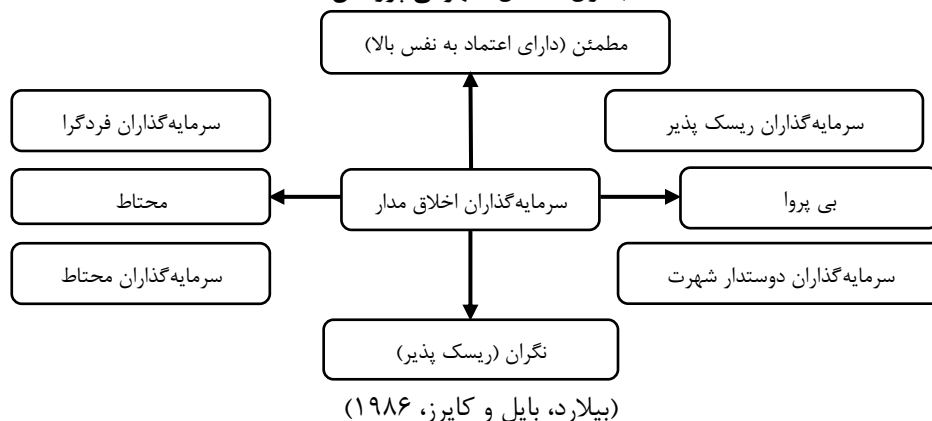 مطمئن (دارای اعتماد به نفس بالا)
سرمایه‌گذاران ریسک پذیر
سرمایه‌گذاران فردگرا
بی پروا
سرمایه‌گذاران اخلاق مدار
محتاط
سرمایه‌گذاران دوستدار شهرت
سرمایه‌گذاران محتاط
نگران (ریسک پذیر)
(بیلارد، بایل و کایرز، ۱۹۸۶)